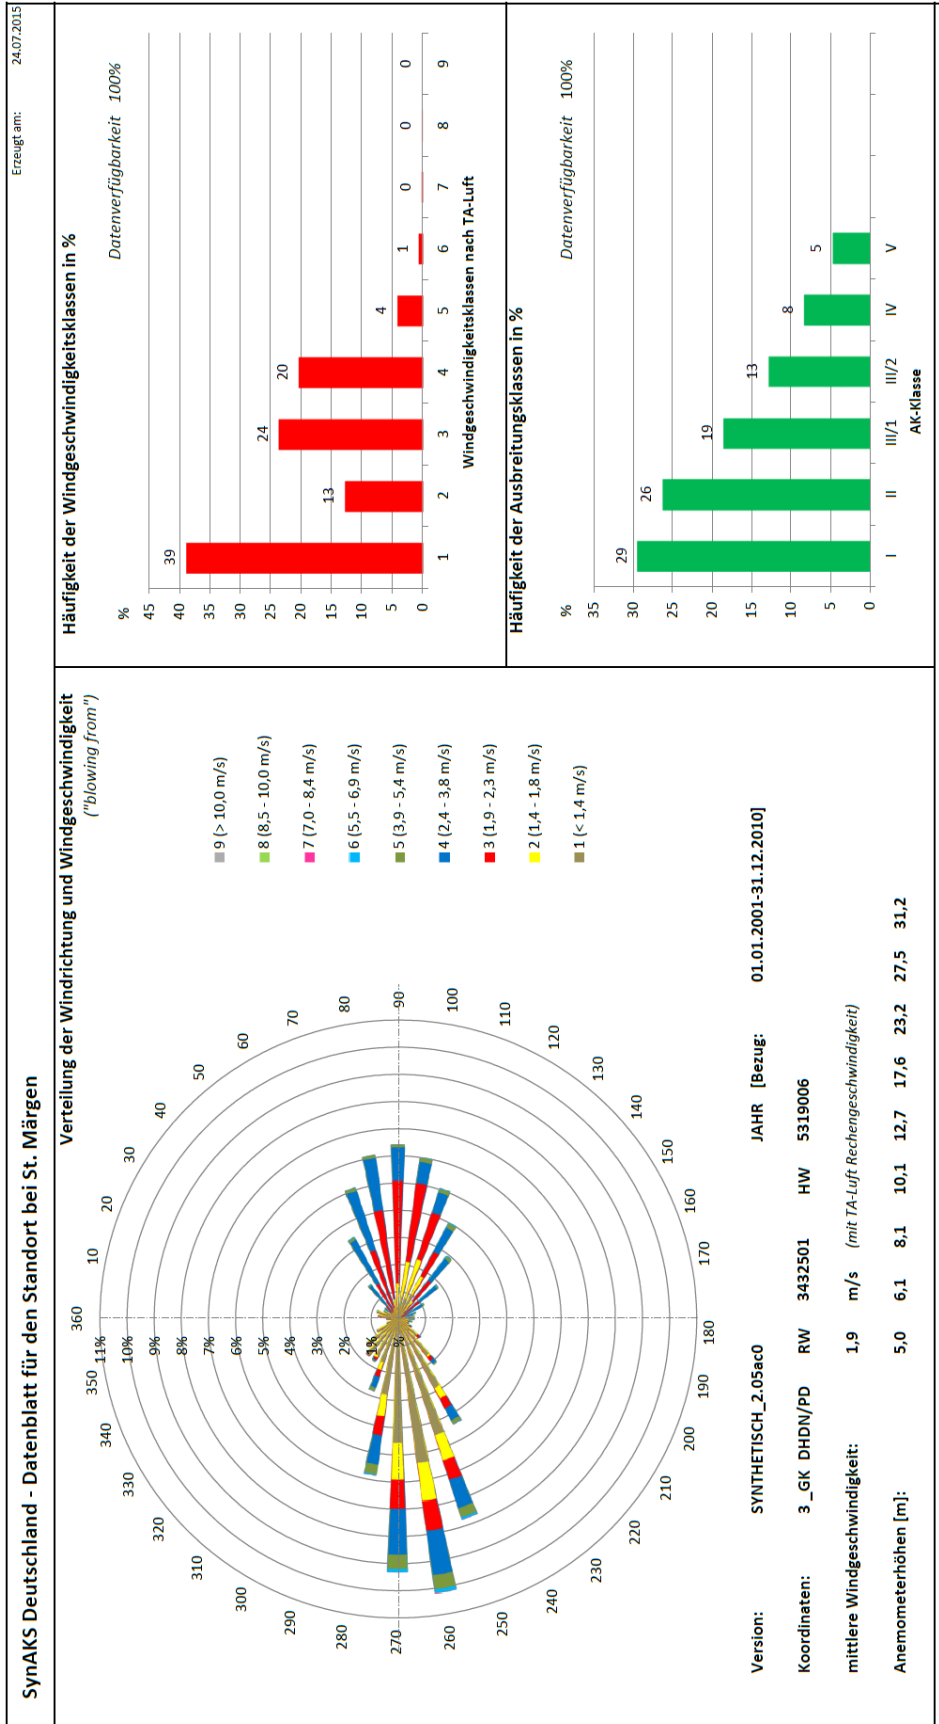 SynAKS Deutschland - Datenblatt für den Standort bei St. Märgen
Erzeugt am: 24.07.2015
Verteilung der Windrichtung und Windgeschwindigkeit
("blowing from")
360
10
20
30
40
50
60
70
80
90
100
110
120
130
140
150
160
170
180
190
200
210
220
230
240
250
260
270
280
290
300
310
320
330
340
350
11%
10%
9%
8%
7%
6%
5%
4%
3%
2%
1%
%
9 (> 10,0 m/s)
8 (8,5 - 10,0 m/s)
7 (7,0 - 8,4 m/s)
6 (5,5 - 6,9 m/s)
5 (3,9 - 5,4 m/s)
4 (2,4 - 3,8 m/s)
3 (1,9 - 2,3 m/s)
2 (1,4 - 1,8 m/s)
1 (< 1,4 m/s)
Version: SYNTHETISCH_2.05ac0 JAHR [Bezug: 01.01.2001-31.12.2010]
Koordinaten: 3_GK DHDN/PD RW 3432501 HW 5319006
mittlere Windgeschwindigkeit: 1,9 m/s (mit TA-Luft Rechengeschwindigkeit)
Anemometerhöhen [m]: 5,0 6,1 8,1 10,1 12,7 17,6 23,2 27,5 31,2
Häufigkeit der Windgeschwindigkeitsklassen in %
% Datenverfügbarkeit 100%
45
40
35
30
25
20
15
10
5
0
39 13 24 20 4 1 0 0 0
1 2 3 4 5 6 7 8 9
Windgeschwindigkeitsklassen nach TA-Luft
Häufigkeit der Ausbreitungsklassen in %
% Datenverfügbarkeit 100%
35
30
25
20
15
10
5
0
29 26 19 13 8 5
I II III/1 III/2 IV V
AK-Klasse